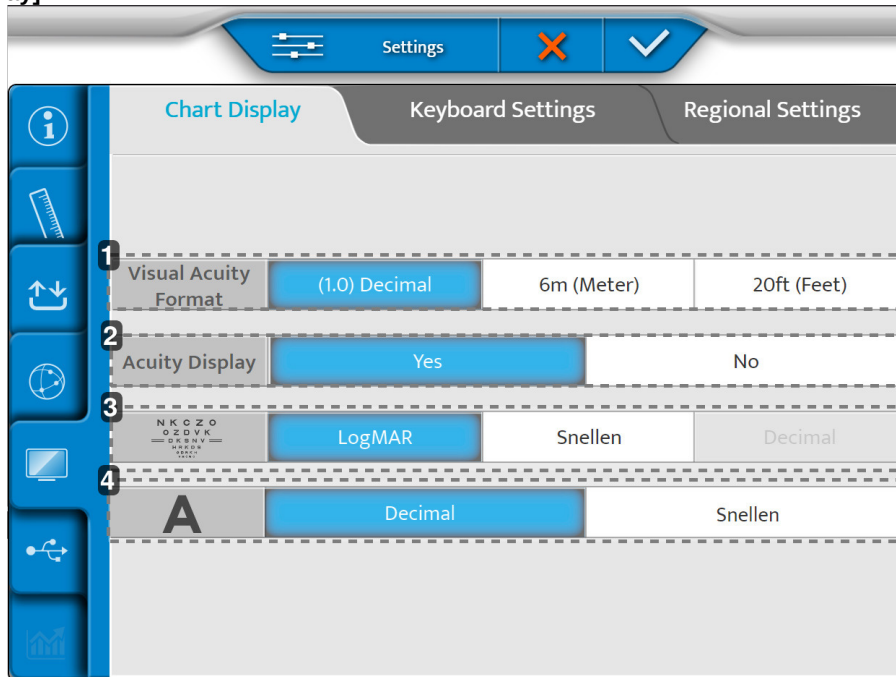 ay]
Settings
Chart Display
Keyboard Settings
Regional Settings
1
Visual Acuity
Format
(1.0) Decimal
6m (Meter)
20ft (Feet)
2
Acuity Display
Yes
No
3
N K C Z O
O Z D V K
D K S N V
LogMAR
Snellen
Decimal
4
A
Decimal
Snellen